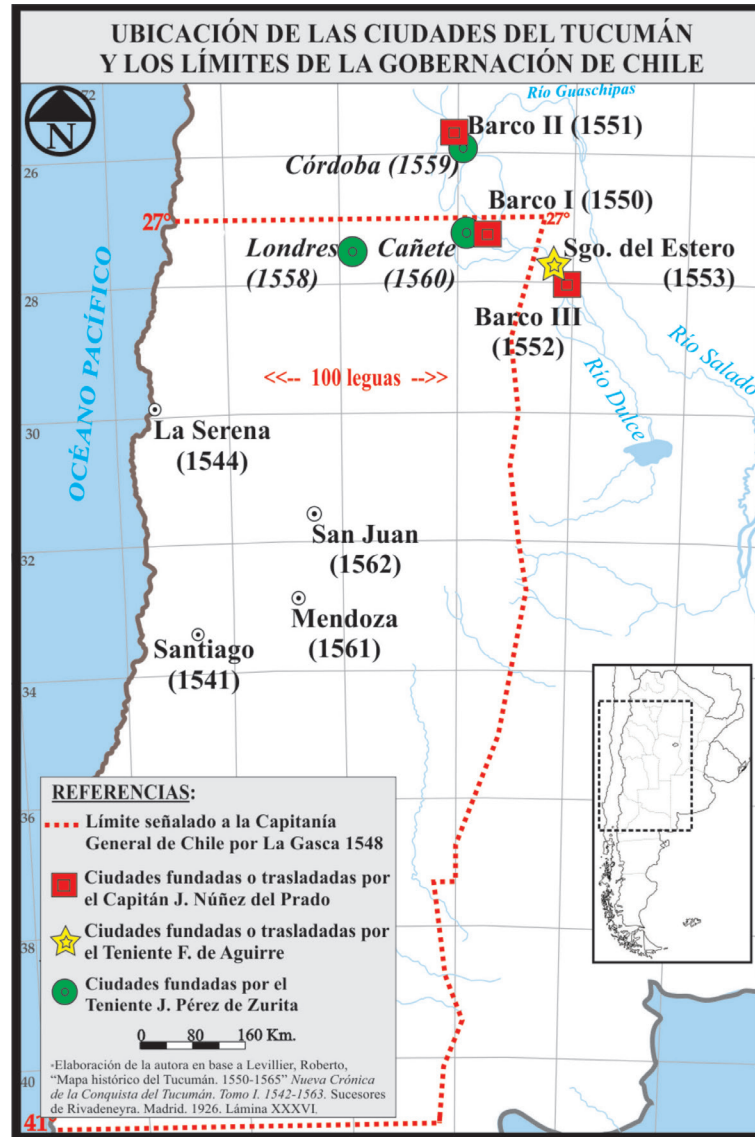 UBICACIÓN DE LAS CIUDADES DEL TUCUMÁN
Y LOS LÍMITES DE LA GOBERNACIÓN DE CHILE
72
N
Río Guaschipas
Barco II (1551)
26
Córdoba (1559)
Barco I (1550)
27°
27°
Londres
(1558)
Cañete
(1560)
Sgo. del Estero
(1553)
28
Barco III
(1552)
OCÉANO PACÍFICO
<<-- 100 leguas -->>
Río Salado
Río Dulce
30
La Serena
(1544)
San Juan
(1562)
32
Mendoza
(1561)
Santiago
(1541)
34
36
REFERENCIAS:
Límite señalado a la Capitanía
General de Chile por La Gasca 1548
Ciudades fundadas o trasladadas por
el Capitán J. Núñez del Prado
Ciudades fundadas o trasladadas por
el Teniente F. de Aguirre
38
Ciudades fundadas por el
Teniente J. Pérez de Zurita
0 80 160 Km.
•Elaboración de la autora en base a Levillier, Roberto,
“Mapa histórico del Tucumán. 1550-1565” Nueva Crónica
de la Conquista del Tucumán. Tomo I. 1542-1563. Sucesores
de Rivadeneyra. Madrid. 1926. Lámina XXXVI.
40
41